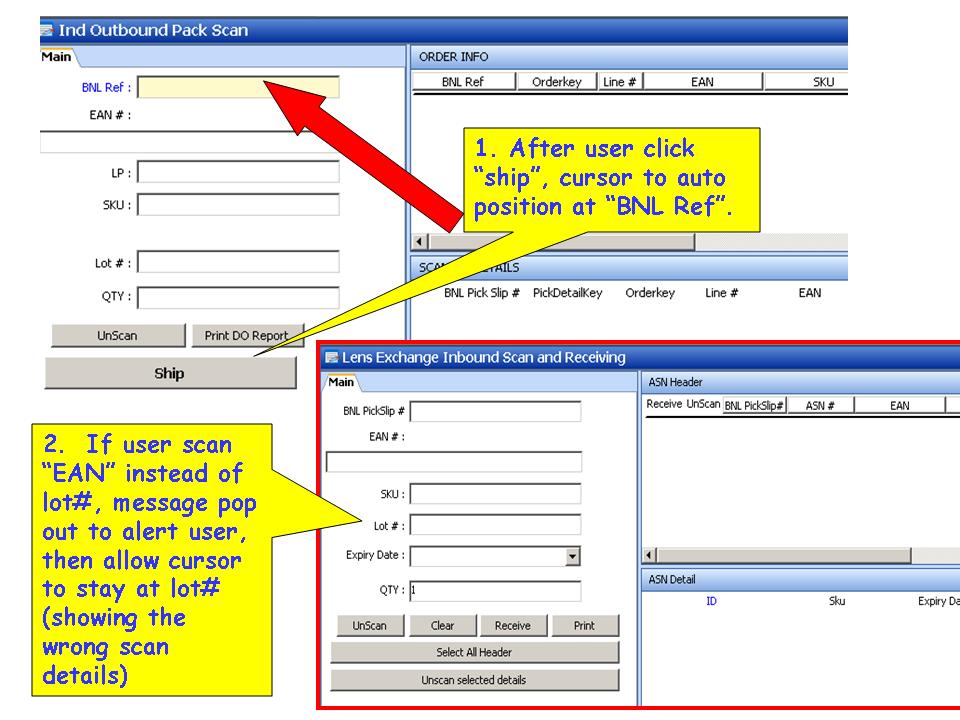 Ind Outbound Pack Scan
Main
BNL Ref :
EAN # :
LP :
SKU :
Lot # :
QTY :
UnScan Print DO Report
Ship
ORDER INFO
BNL Ref Orderkey Line # EAN SKU
1. After user click
“ship”, cursor to auto
position at “BNL Ref”.
BNL Pick Slip # PickDetailKey Orderkey Line # EAN
2. If user scan
“EAN” instead of
lot#, message pop
out to alert user,
then allow cursor
to stay at lot#
(showing the
wrong scan
details)
Lens Exchange Inbound Scan and Receiving
Main
BNL PickSlip #
EAN # :
SKU :
Lot # :
Expiry Date :
QTY : 1
UnScan Clear Receive Print
Select All Header
Unscan selected details
ASN Header
Receive UnScan BNL PickSlip# ASN # EAN
ASN Detail
ID Sku Expiry Da